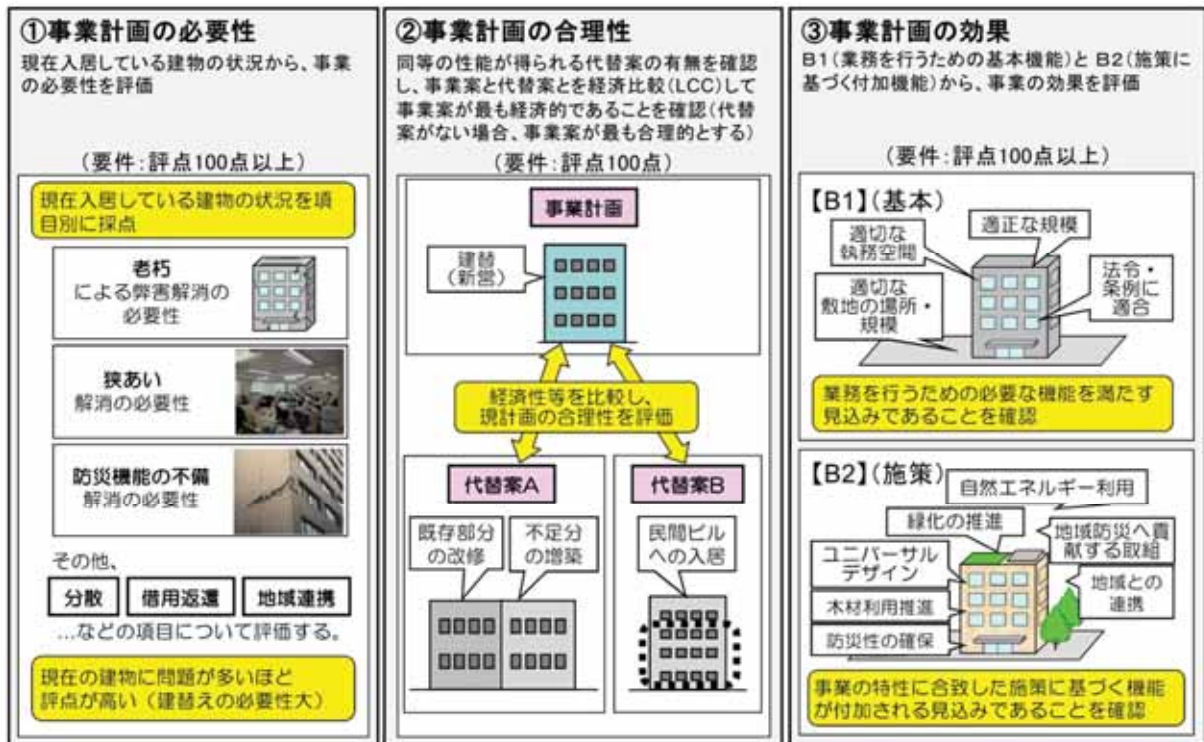 ①事業計画の必要性
現在入居している建物の状況から、事業
の必要性を評価
(要件：評点100点以上)
現在入居している建物の状況を項
目別に採点
老朽
による弊害解消の
必要性
狭あい
解消の必要性
防災機能の不備
解消の必要性
その他、
分散 借用返還 地域連携
…などの項目について評価する。
現在の建物に問題が多いほど
評点が高い（建替えの必要性大）
②事業計画の合理性
同等の性能が得られる代替案の有無を確認
し、事業案と代替案とを経済比較(LCC)して
事業案が最も経済的であることを確認(代替
案がない場合、事業案が最も合理的とする)
(要件：評点100点)
事業計画
建替
(新営)
経済性等を比較し、
現計画の合理性を評価
代替案A
既存部分
の改修
不足分
の増築
代替案B
民間ビル
への入居
③事業計画の効果
B1(業務を行うための基本機能)と B2(施策に
基づく付加機能)から、事業の効果を評価
(要件：評点100点以上)
【B1】(基本)
適切な
執務空間
適正な規模
適切な
敷地の場所・
規模
法令・
条例に
適合
業務を行うための必要な機能を満たす
見込みであることを確認
【B2】(施策)
自然エネルギー利用
緑化の推進
地域防災へ貢
献する取組
ユニバーサル
デザイン
地域との
連携
木材利用推進
防災性の確保
事業の特性に合致した施策に基づく機能
が付加される見込みであることを確認